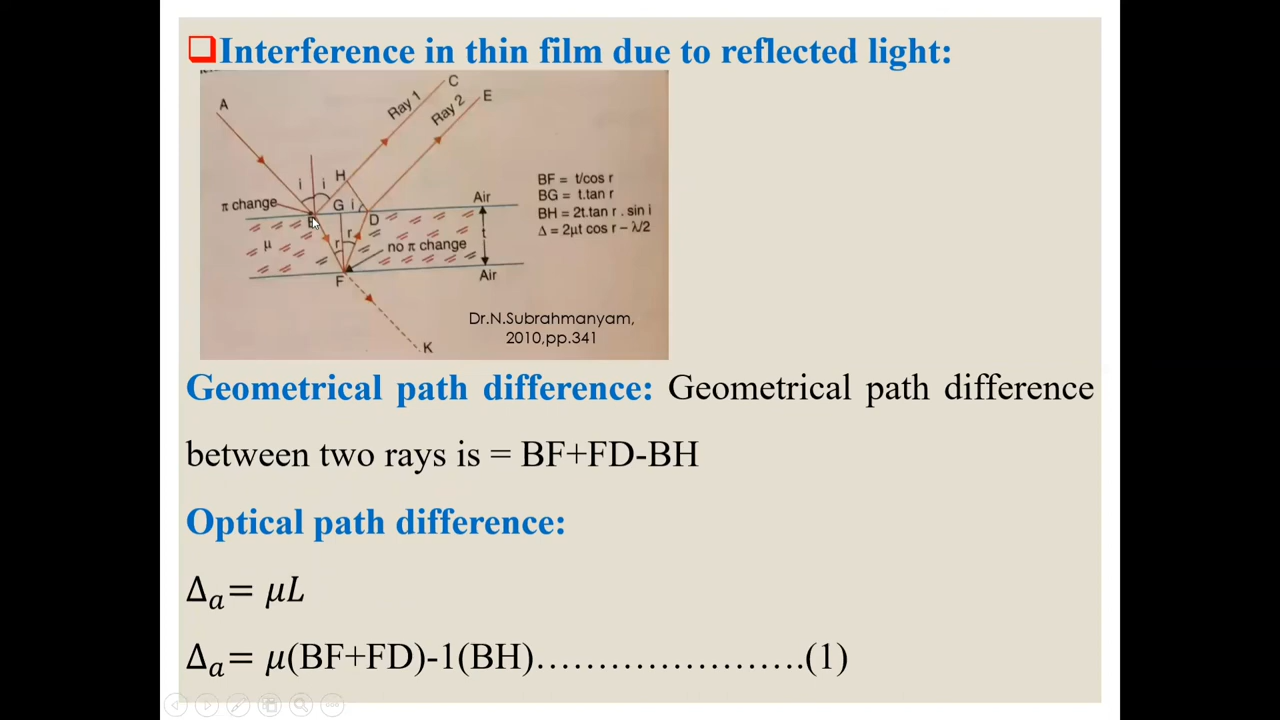 Interference in thin film due to reflected light:
A
C
Ray 1
Ray 2
E
i
i
H
π change
G
i
D
Air
μ
r
r
no π change
t
F
Air
K
BF = t/cos r
BG = t.tan r
BH = 2t.tan r . sin i
Δ = 2μt cos r – λ/2
Dr.N.Subrahmanyam,
2010,pp.341
Geometrical path difference: Geometrical path difference
between two rays is = BF+FD-BH
Optical path difference:
Δₐ= μL
Δₐ= μ(BF+FD)-1(BH)………………….(1)